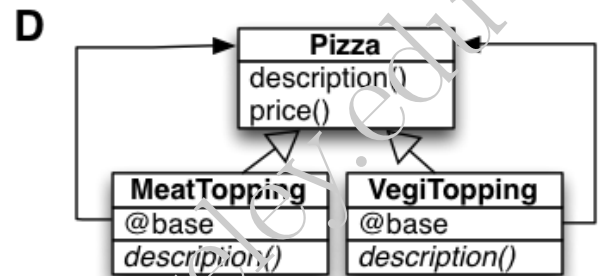 D
Pizza
description()
price()
MeatTopping
@base
description()
VegiTopping
@base
description()